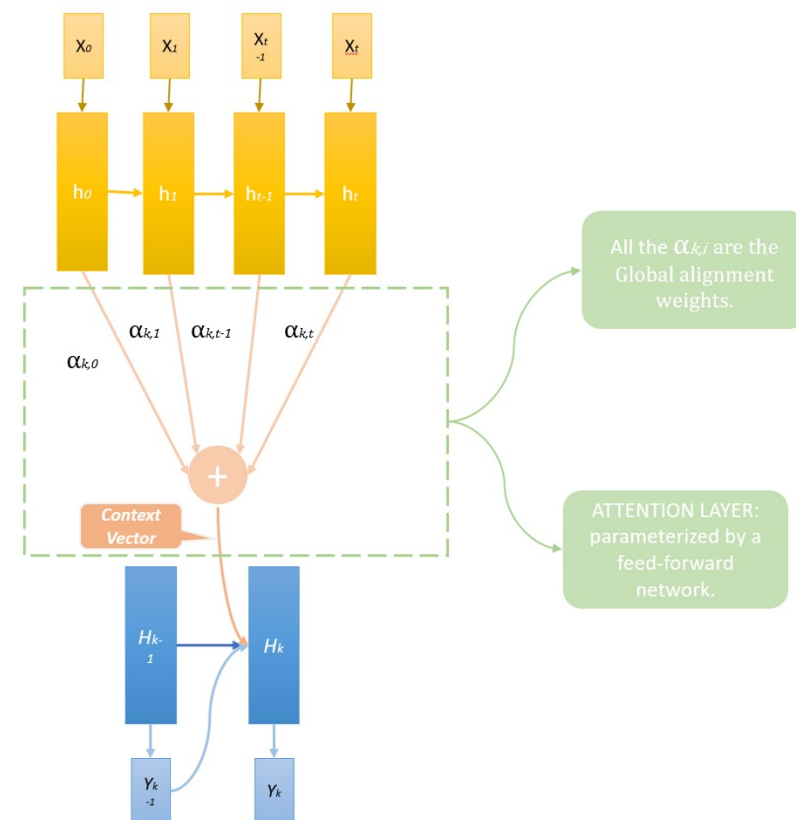 X0 X1 Xt-1 Xt
h0 h1 ht-1 ht
αk,0 αk,1 αk,t-1 αk,t
+
Context
Vector
Hk-1 Hk
Yk-1 Yk
All the αk,i are the
Global alignment
weights.
ATTENTION LAYER:
parameterized by a
feed-forward
network.